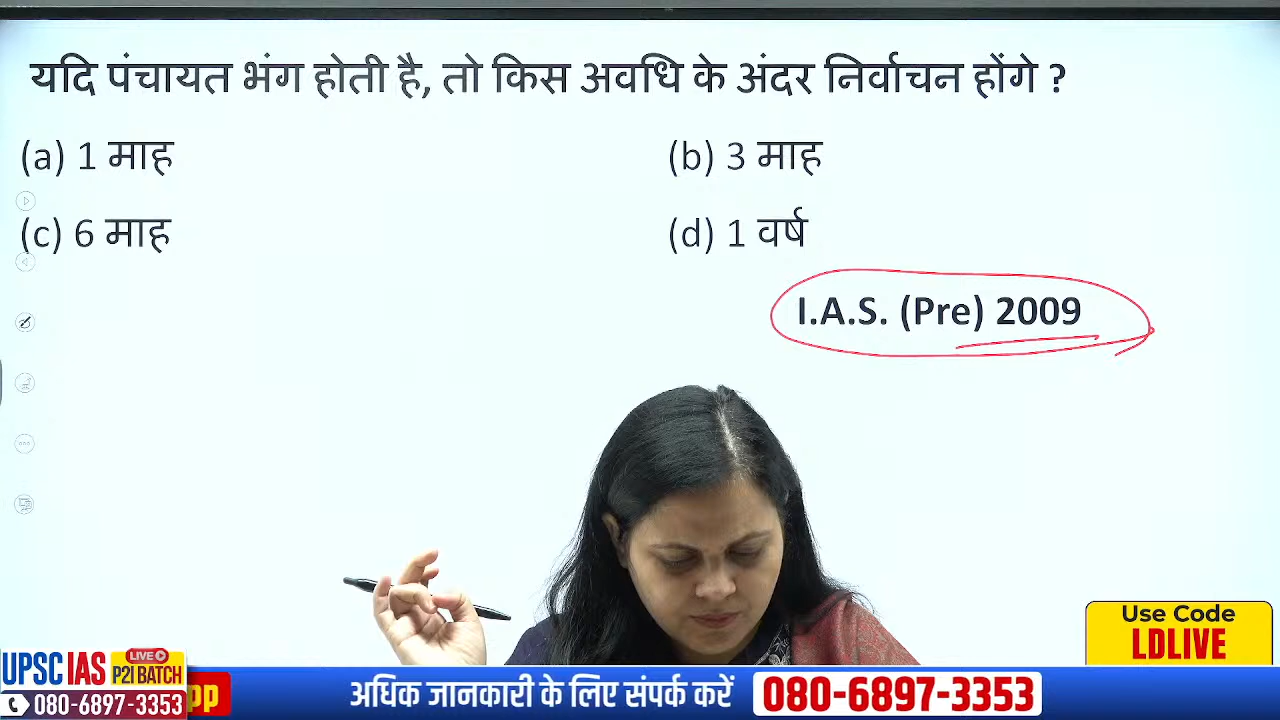 यदि पंचायत भंग होती है, तो किस अवधि के अंदर निर्वाचन होंगे ?
(a) 1 माह
(b) 3 माह
(c) 6 माह
(d) 1 वर्ष
I.A.S. (Pre) 2009
Use Code
LDLIVE
UPSC IAS
LIVE
P2I BATCH
080-6897-3353
अधिक जानकारी के लिए संपर्क करें 080-6897-3353